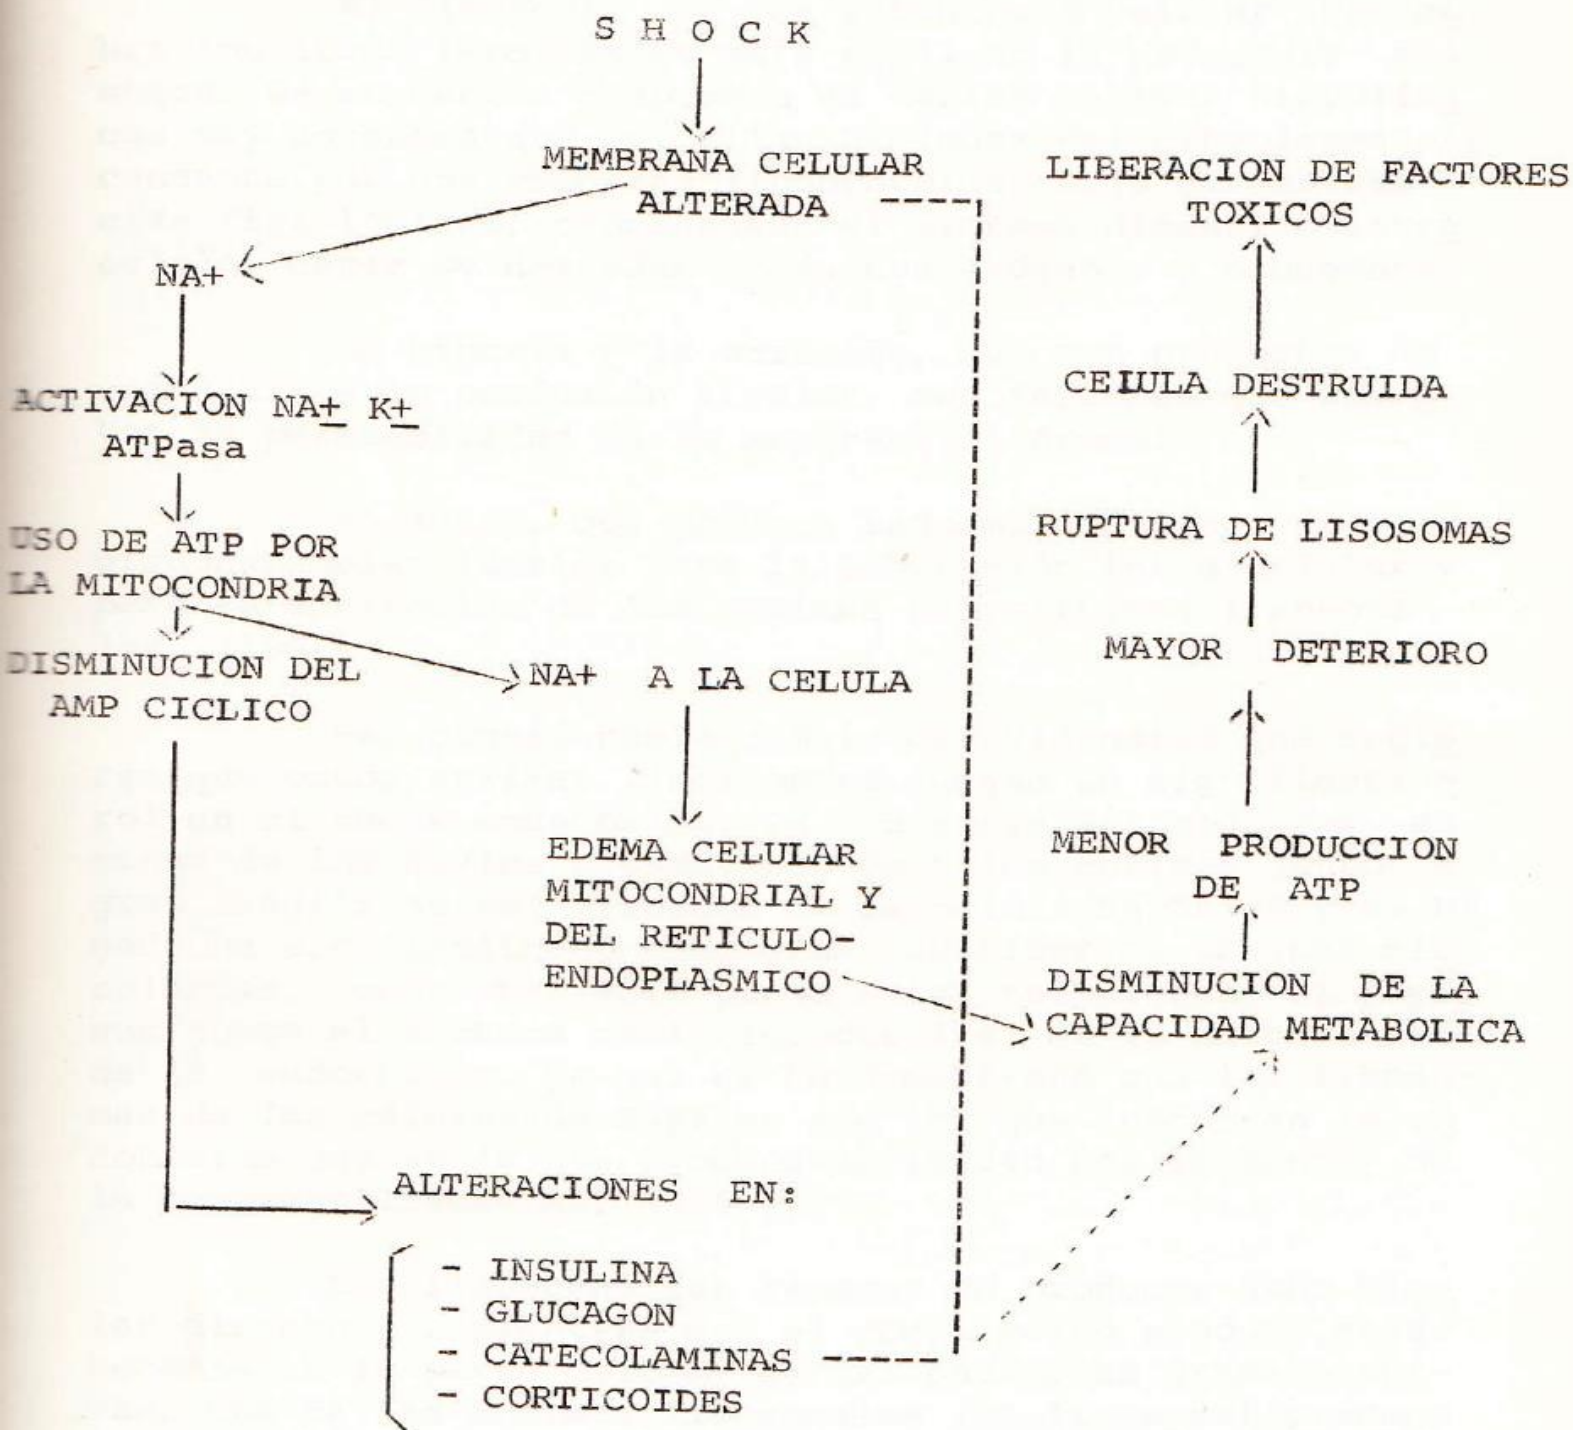 S H O C K
MEMBRANA CELULAR
ALTERADA
NA+
ACTIVACION NA+ K+
ATPasa
USO DE ATP POR
LA MITOCONDRIA
DISMINUCION DEL
AMP CICLICO
NA+ A LA CELULA
EDEMA CELULAR
MITOCONDRIAL Y
DEL RETICULO-
ENDOPLASMICO
ALTERACIONES EN:
- INSULINA
- GLUCAGON
- CATECOLAMINAS
- CORTICOIDES
LIBERACION DE FACTORES
TOXICOS
CELULA DESTRUIDA
RUPTURA DE LISOSOMAS
MAYOR DETERIORO
MENOR PRODUCCION
DE ATP
DISMINUCION DE LA
CAPACIDAD METABOLICA